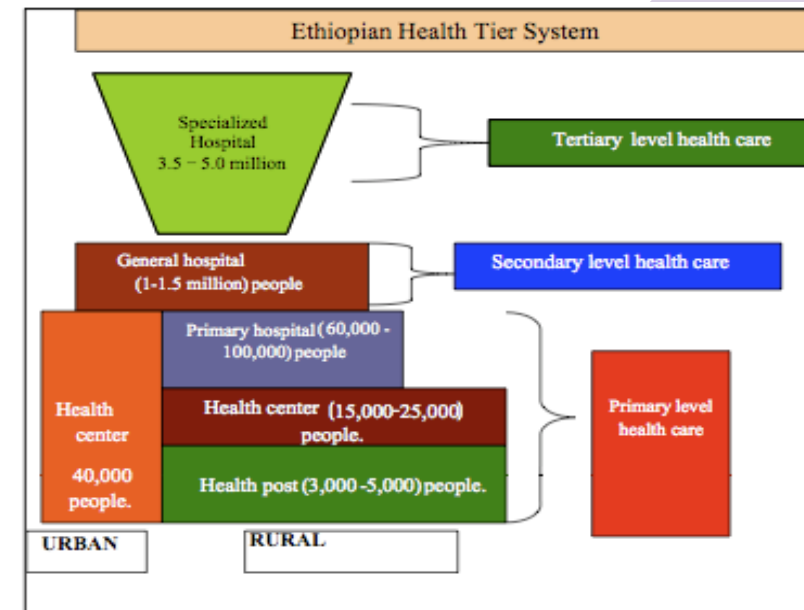 Ethiopian Health Tier System
Specialized
Hospital
3.5 – 5.0 million
Tertiary level health care
General hospital
(1-1.5 million) people
Secondary level health care
Primary hospital (60,000 -
100,000) people
Health
center
40,000
people.
Health center (15,000-25,000)
people.
Health post (3,000 -5,000) people.
Primary level
health care
URBAN
RURAL